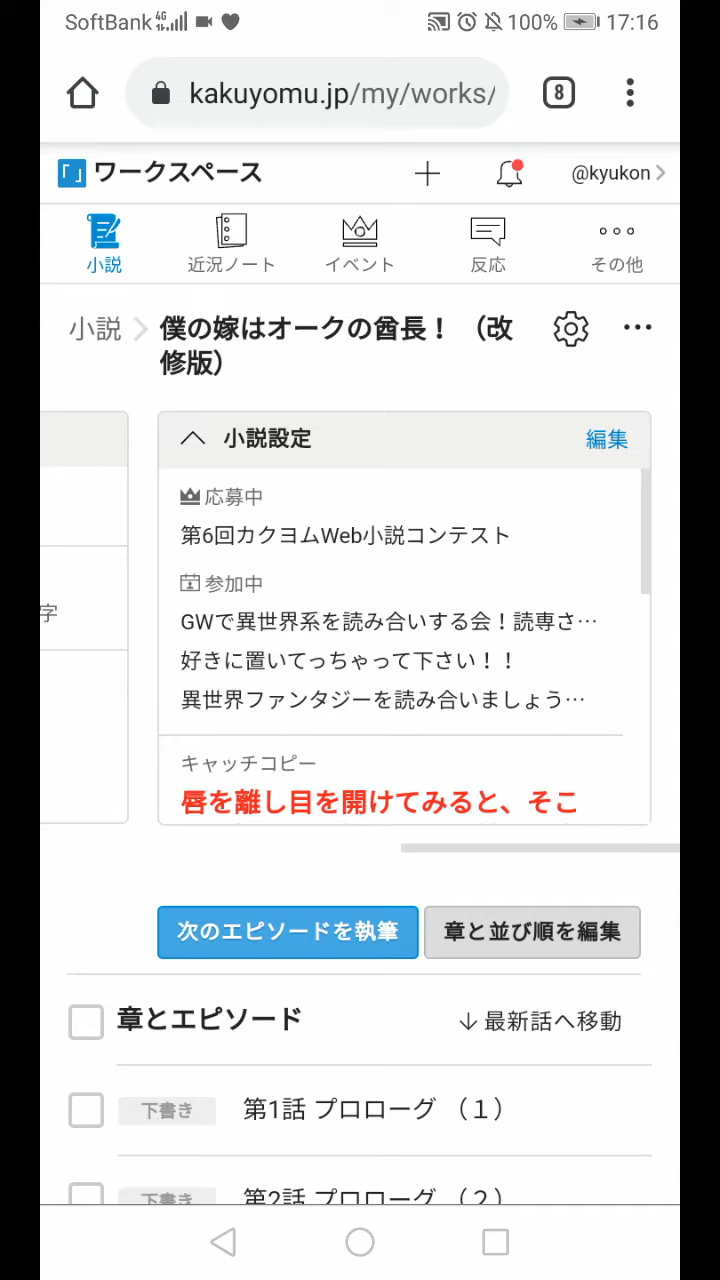 SoftBank 4G 100% 17:16
kakuyomu.jp/my/works/ 8
「」ワークスペース @kyukon
小説 近況ノート イベント 反応 その他
小説 僕の嫁はオークの酋長！（改
修版）
小説設定 編集
応募中
第6回カクヨムWeb小説コンテスト
参加中
字
GWで異世界系を読み合いする会！読専さ…
好きに置いてっちゃって下さい！！
異世界ファンタジーを読み合いましょう…
キャッチコピー
唇を離し目を開けてみると、そこ
次のエピソードを執筆 章と並び順を編集
章とエピソード ↓最新話へ移動
下書き 第1話 プロローグ （１）
下書き 第2話 プロローグ （２）